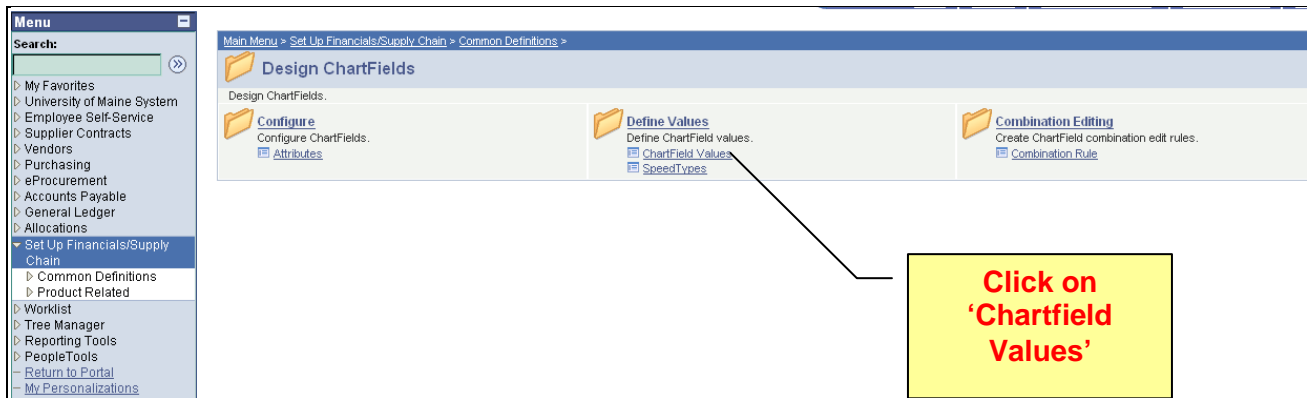 Menu
Search:
My Favorites
University of Maine System
Employee Self-Service
Supplier Contracts
Vendors
Purchasing
eProcurement
Accounts Payable
General Ledger
Allocations
Set Up Financials/Supply
Chain
Common Definitions
Product Related
Worklist
Tree Manager
Reporting Tools
PeopleTools
Return to Portal
My Personalizations
Main Menu > Set Up Financials/Supply Chain > Common Definitions >
Design ChartFields
Design ChartFields.
Configure
Configure ChartFields.
Attributes
Define Values
Define ChartField values.
ChartField Values
SpeedTypes
Combination Editing
Create ChartField combination edit rules.
Combination Rule
Click on
‘Chartfield
Values’